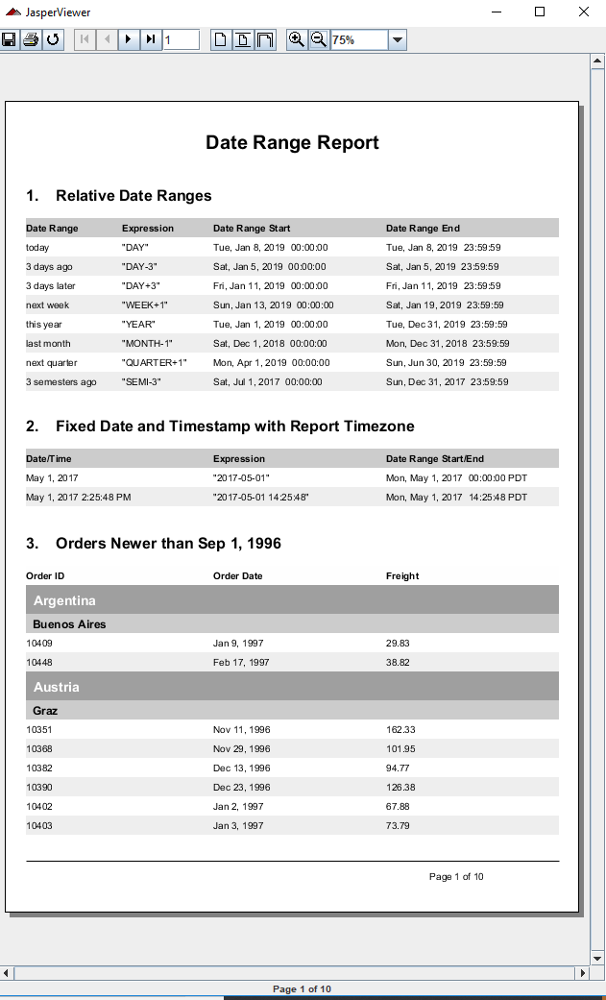 JasperViewer
1
75%
Date Range Report
1. Relative Date Ranges
Date Range Expression Date Range Start Date Range End
today "DAY" Tue, Jan 8, 2019 00:00:00 Tue, Jan 8, 2019 23:59:59
3 days ago "DAY-3" Sat, Jan 5, 2019 00:00:00 Sat, Jan 5, 2019 23:59:59
3 days later "DAY+3" Fri, Jan 11, 2019 00:00:00 Fri, Jan 11, 2019 23:59:59
next week "WEEK+1" Sun, Jan 13, 2019 00:00:00 Sat, Jan 19, 2019 23:59:59
this year "YEAR" Tue, Jan 1, 2019 00:00:00 Tue, Dec 31, 2019 23:59:59
last month "MONTH-1" Sat, Dec 1, 2018 00:00:00 Mon, Dec 31, 2018 23:59:59
next quarter "QUARTER+1" Mon, Apr 1, 2019 00:00:00 Sun, Jun 30, 2019 23:59:59
3 semesters ago "SEMI-3" Sat, Jul 1, 2017 00:00:00 Sun, Dec 31, 2017 23:59:59
2. Fixed Date and Timestamp with Report Timezone
Date/Time Expression Date Range Start/End
May 1, 2017 "2017-05-01" Mon, May 1, 2017 00:00:00 PDT
May 1, 2017 2:25:48 PM "2017-05-01 14:25:48" Mon, May 1, 2017 14:25:48 PDT
3. Orders Newer than Sep 1, 1996
Order ID Order Date Freight
Argentina
Buenos Aires
10409 Jan 9, 1997 29.83
10448 Feb 17, 1997 38.82
Austria
Graz
10351 Nov 11, 1996 162.33
10368 Nov 29, 1996 101.95
10382 Dec 13, 1996 94.77
10390 Dec 23, 1996 126.38
10402 Jan 2, 1997 67.88
10403 Jan 3, 1997 73.79
Page 1 of 10
Page 1 of 10